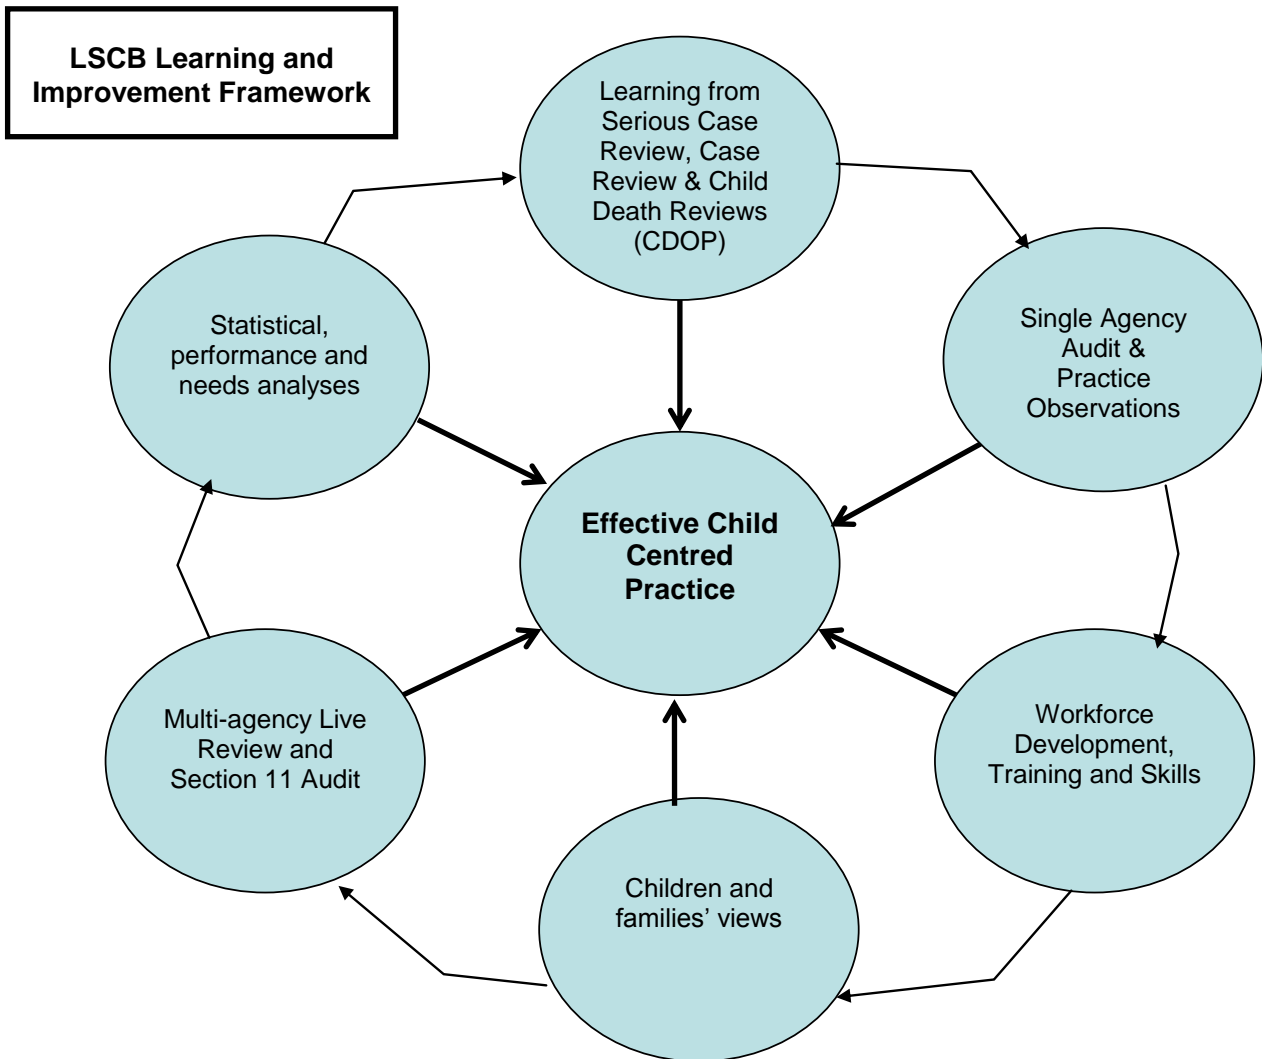 LSCB Learning and
Improvement Framework
Learning from
Serious Case
Review, Case
Review & Child
Death Reviews
(CDOP)
Statistical,
performance and
needs analyses
Single Agency
Audit &
Practice
Observations
Effective Child
Centred
Practice
Multi-agency Live
Review and
Section 11 Audit
Workforce
Development,
Training and Skills
Children and
families’ views